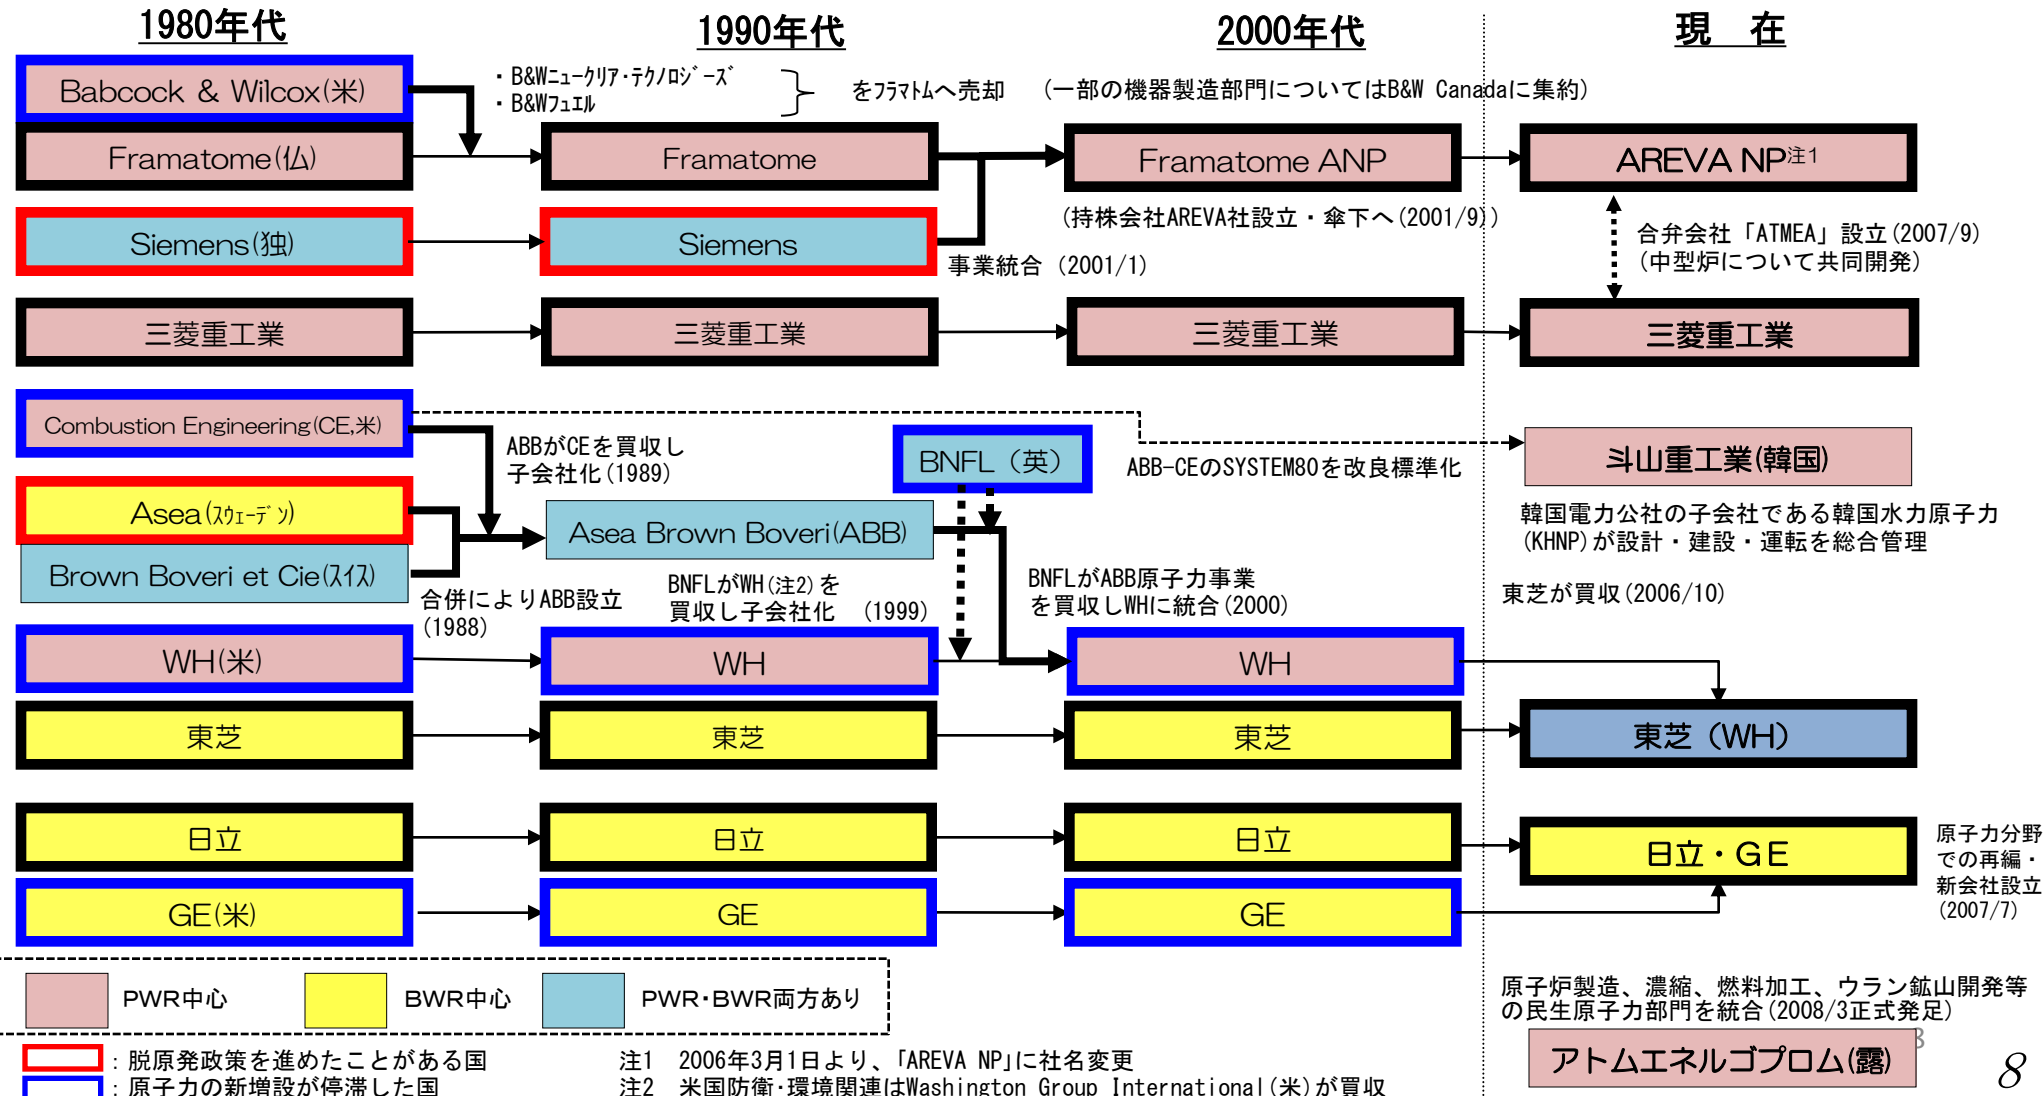 1980年代
1990年代
2000年代
現　在
Babcock & Wilcox(米)
・B&Wニュークリア・テクノロジーズ
・B&Wフュエル
をフラマトムへ売却
(一部の機器製造部門についてはB&W Canadaに集約)
Framatome(仏)
Framatome
Framatome ANP
AREVA NP注1
(持株会社AREVA社設立・傘下へ(2001/9))
Siemens(独)
Siemens
事業統合 (2001/1)
合弁会社「ATMEA」設立(2007/9)
(中型炉について共同開発)
三菱重工業
三菱重工業
三菱重工業
三菱重工業
Combustion Engineering(CE,米)
ABBがCEを買収し
子会社化(1989)
BNFL (英)
ABB-CEのSYSTEM80を改良標準化
斗山重工業(韓国)
韓国電力公社の子会社である韓国水力原子力
(KHNP)が設計・建設・運転を総合管理
Asea(スウェーデン)
Brown Boveri et Cie(スイス)
Asea Brown Boveri(ABB)
合併によりABB設立
(1988)
BNFLがWH(注2)を
買収し子会社化 (1999)
BNFLがABB原子力事業
を買収しWHに統合(2000)
東芝が買収(2006/10)
WH(米)
WH
WH
東芝
東芝
東芝
東芝 (WH)
日立
日立
日立
日立・GE
原子力分野
での再編・
新会社設立
(2007/7)
GE(米)
GE
GE
PWR中心
BWR中心
PWR・BWR両方あり
原子炉製造、濃縮、燃料加工、ウラン鉱山開発等
の民生原子力部門を統合(2008/3正式発足)
アトムエネルゴプロム(露)
：脱原発政策を進めたことがある国
：原子力の新増設が停滞した国
注1　2006年3月1日より、「AREVA NP」に社名変更
注2　米国防衛・環境関連はWashington Group International(米)が買収
8